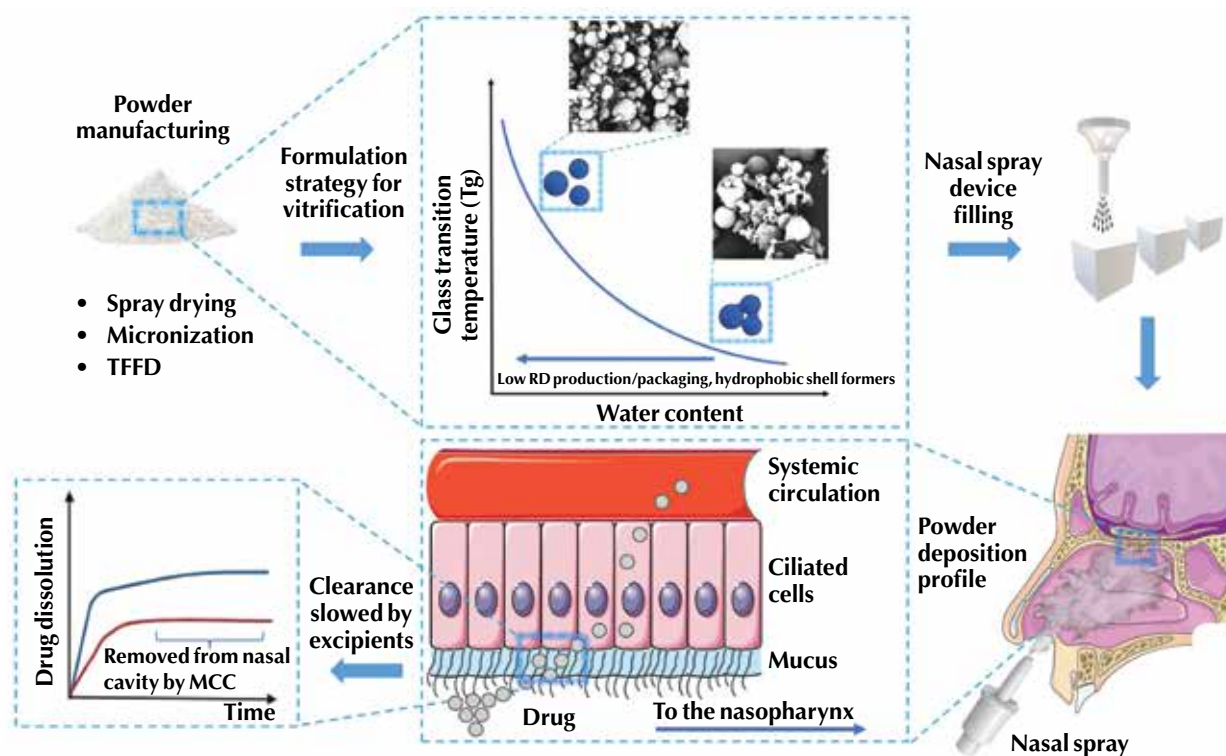 Powder
manufacturing
• Spray drying
• Micronization
• TFFD
Formulation
strategy for
vitrification
Glass transition
temperature (Tg)
Low RD production/packaging, hydrophobic shell formers
Water content
Nasal spray
device
filling
Powder
deposition
profile
Nasal spray
Systemic
circulation
Ciliated
cells
Mucus
Drug
To the nasopharynx
Clearance
slowed by
excipients
Drug dissolution
Removed from nasal
cavity by MCC
Time